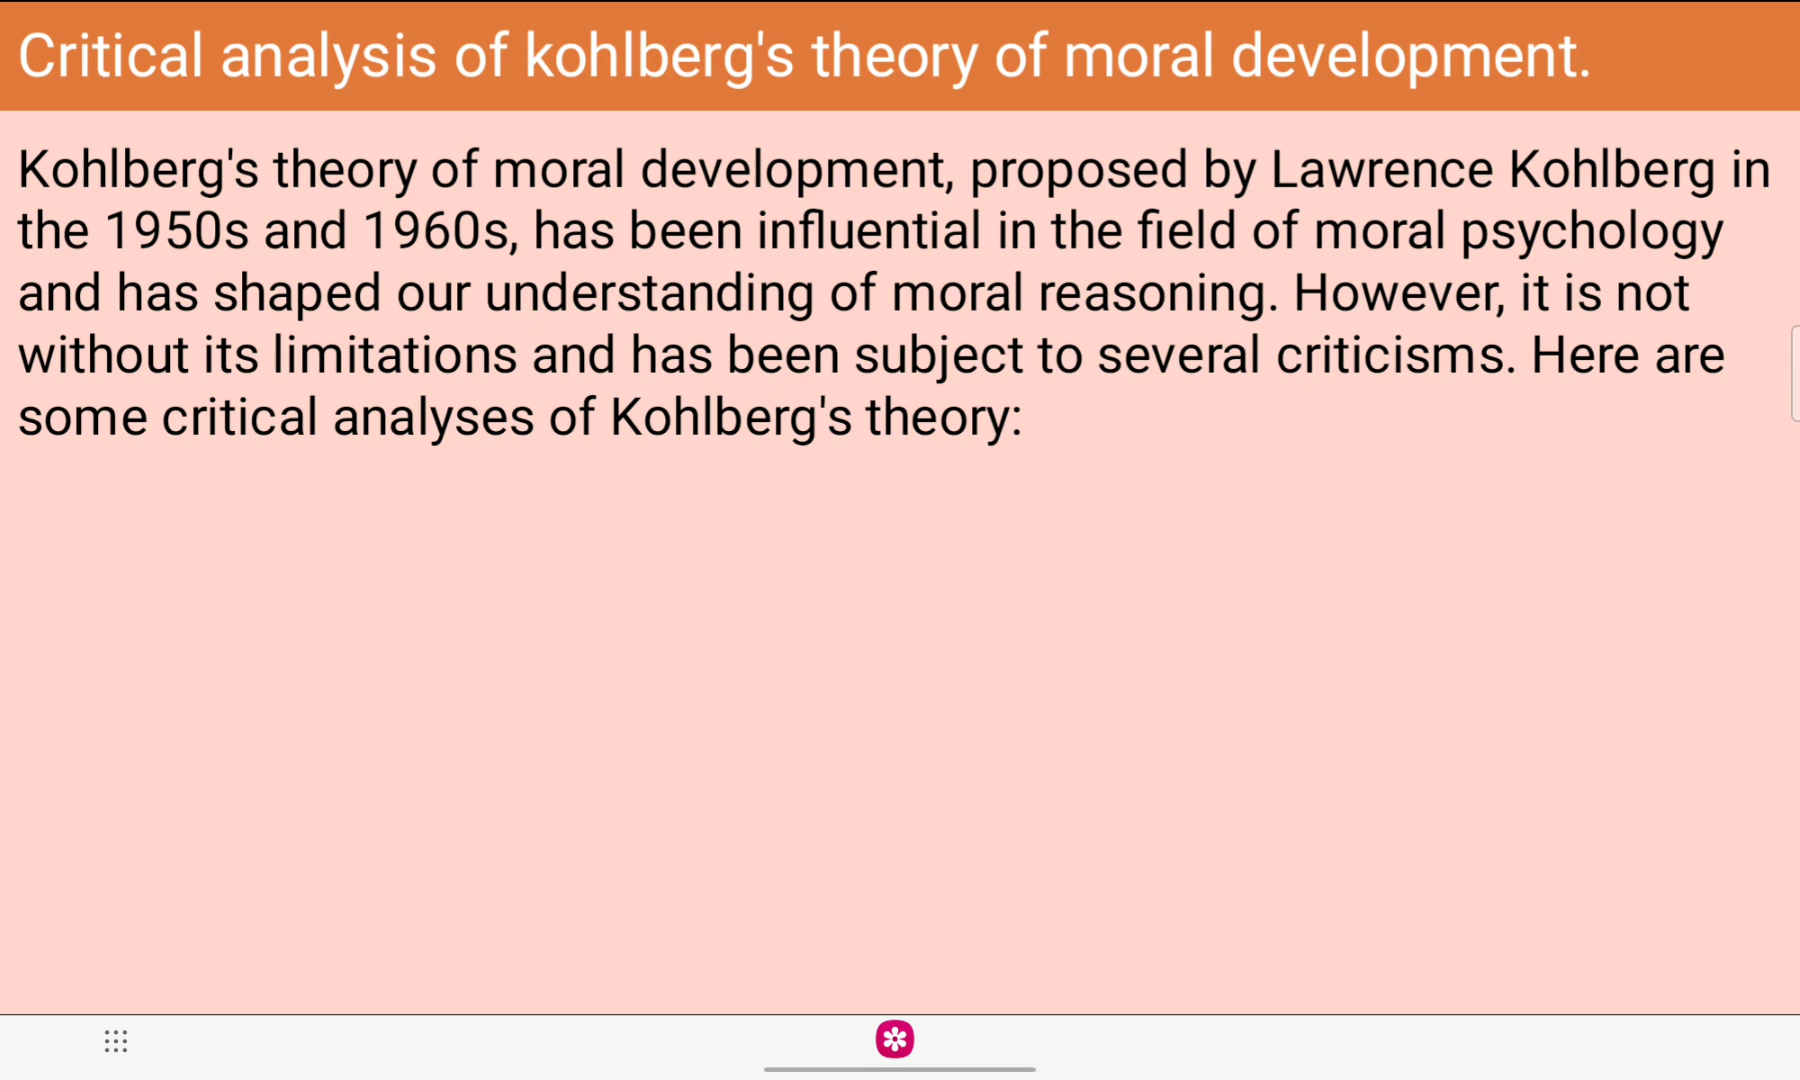 Critical analysis of kohlberg's theory of moral development.
Kohlberg's theory of moral development, proposed by Lawrence Kohlberg in
the 1950s and 1960s, has been influential in the field of moral psychology
and has shaped our understanding of moral reasoning. However, it is not
without its limitations and has been subject to several criticisms. Here are
some critical analyses of Kohlberg's theory: